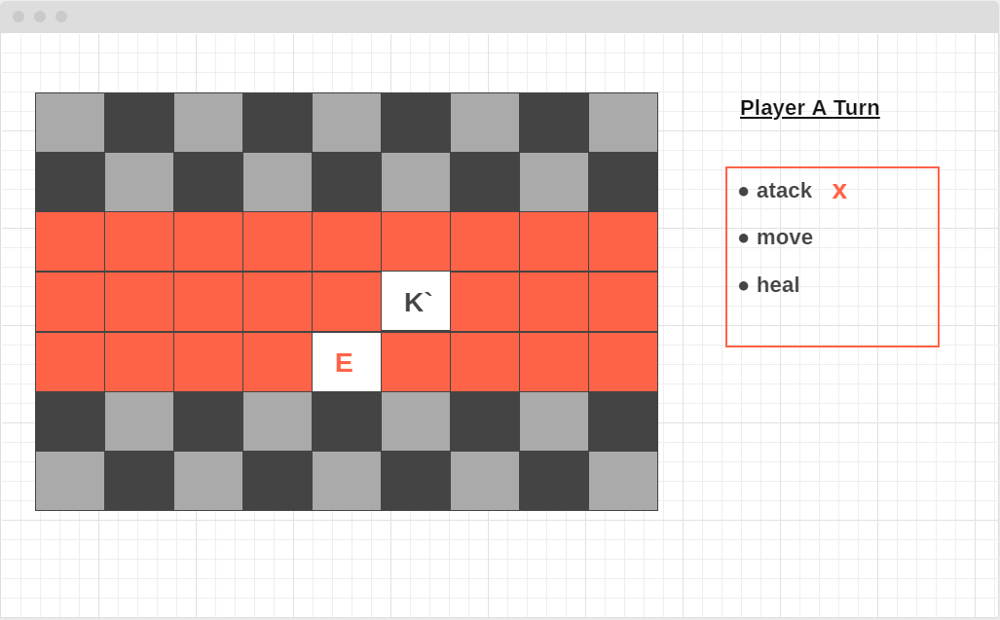 Player A Turn
● atack x
● move
● heal
K`
E